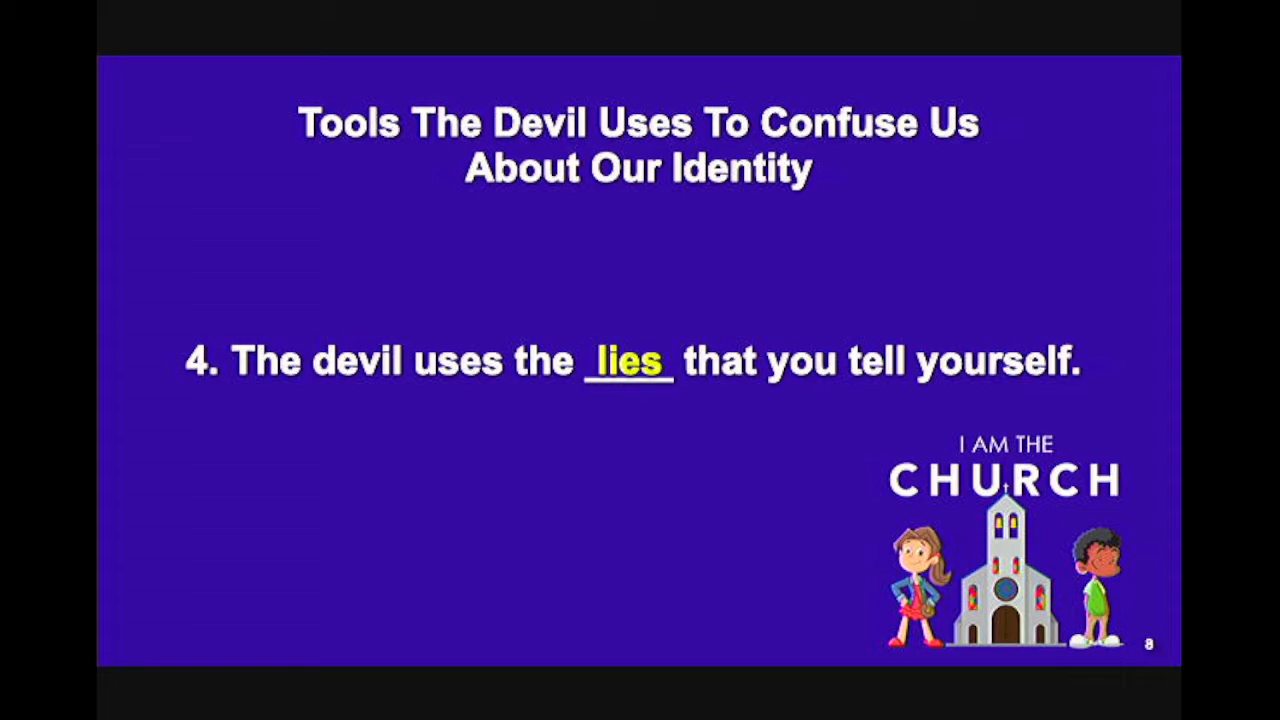 Tools The Devil Uses To Confuse Us
About Our Identity
4. The devil uses the lies that you tell yourself.
I AM THE
CHURCH
8